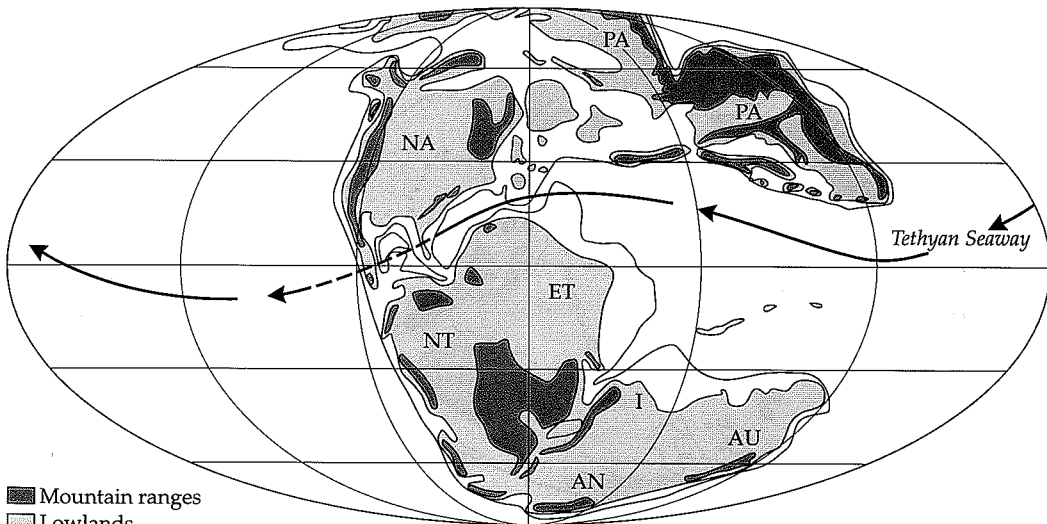 PA
PA
NA
Tethyan Seaway
ET
NT
I
AU
AN
Mountain ranges
Lowlands